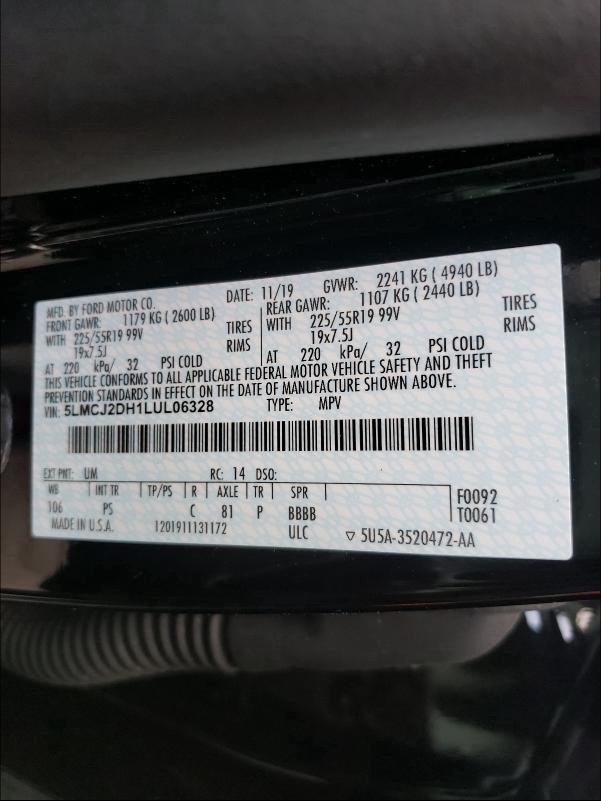 MFD. BY FORD MOTOR CO. DATE: 11/19 GVWR: 2241 KG ( 4940 LB)
FRONT GAWR: 1179 KG ( 2600 LB) REAR GAWR: 1107 KG ( 2440 LB)
WITH 225/55R19 99V TIRES WITH 225/55R19 99V TIRES
19x7.5J RIMS 19x7.5J RIMS
AT 220 kPa/ 32 PSI COLD AT 220 kPa/ 32 PSI COLD
THIS VEHICLE CONFORMS TO ALL APPLICABLE FEDERAL MOTOR VEHICLE SAFETY AND THEFT
PREVENTION STANDARDS IN EFFECT ON THE DATE OF MANUFACTURE SHOWN ABOVE.
VIN: 5LMCJ2DH1LUL06328 TYPE: MPV
EXT PNT: UM RC: 14 DSO:
WB INT TR TP/PS R AXLE TR SPR F0092
106 PS C 81 P BBBB T0061
MADE IN U.S.A. 1201911131172 ULC ▽ 5U5A-3520472-AA